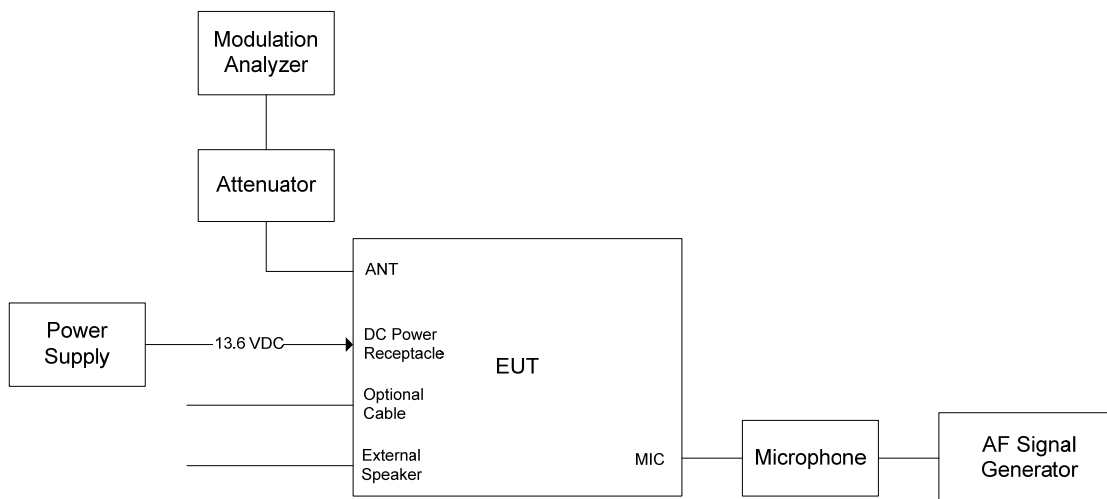 Modulation
Analyzer
Attenuator
ANT
Power
Supply
13.6 VDC
DC Power
Receptacle
EUT
Optional
Cable
External
Speaker
MIC
Microphone
AF Signal
Generator